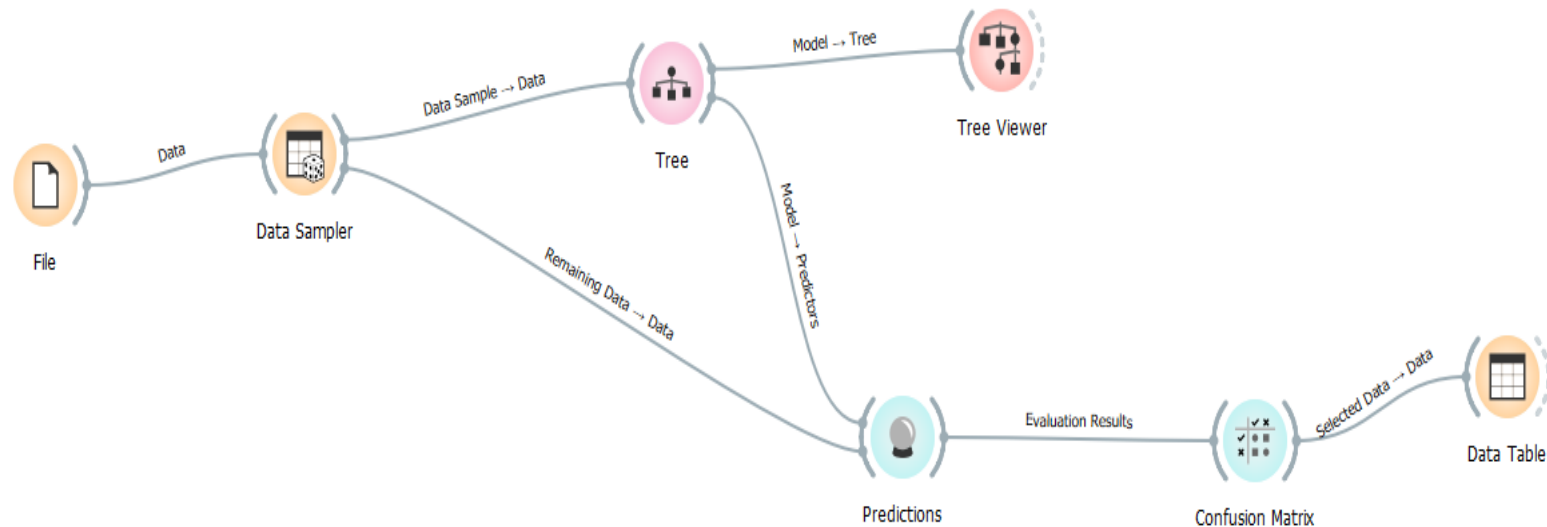 Model → Tree
Tree Viewer
Data Sample → Data
Tree
Data
Data Sampler
File
Model → Predictors
Remaining Data → Data
Evaluation Results
Selected Data → Data
Data Table
Predictions
Confusion Matrix